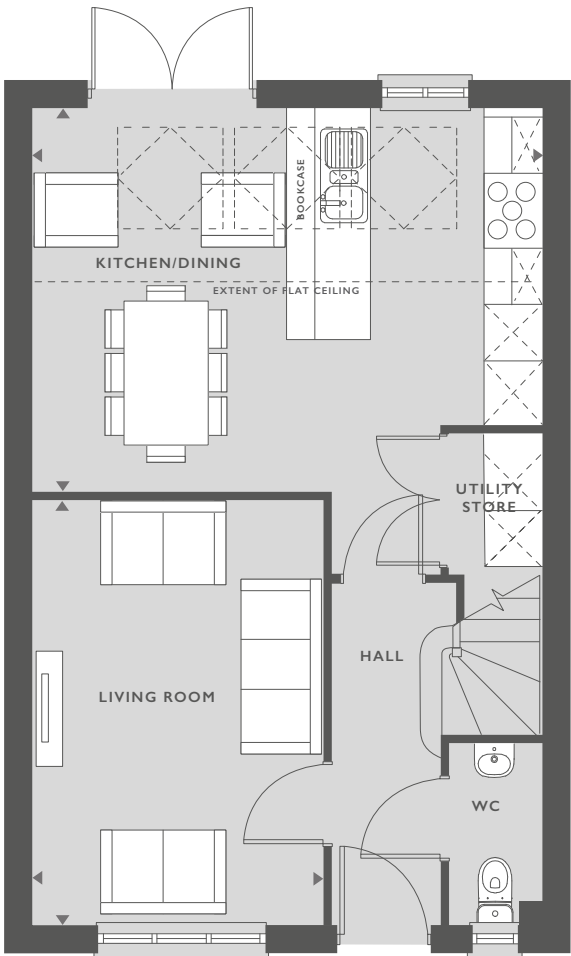 BOOKCASE
KITCHEN/DINING
EXTENT OF FLAT CEILING
UTILITY
STORE
HALL
LIVING ROOM
WC